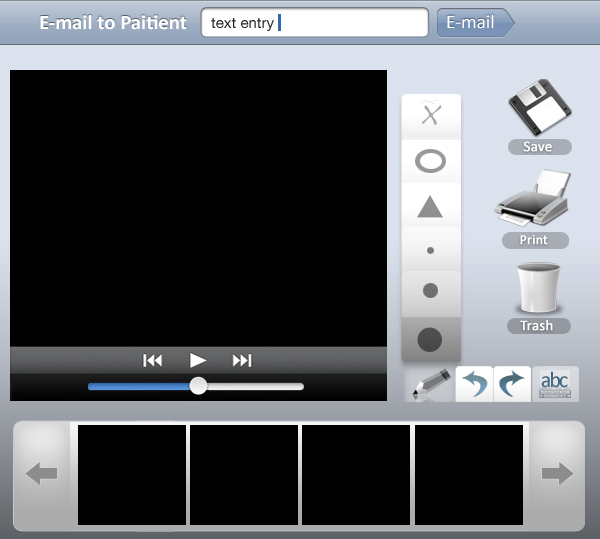 E-mail to Paitient
text entry
E-mail
Save
Print
Trash
abc